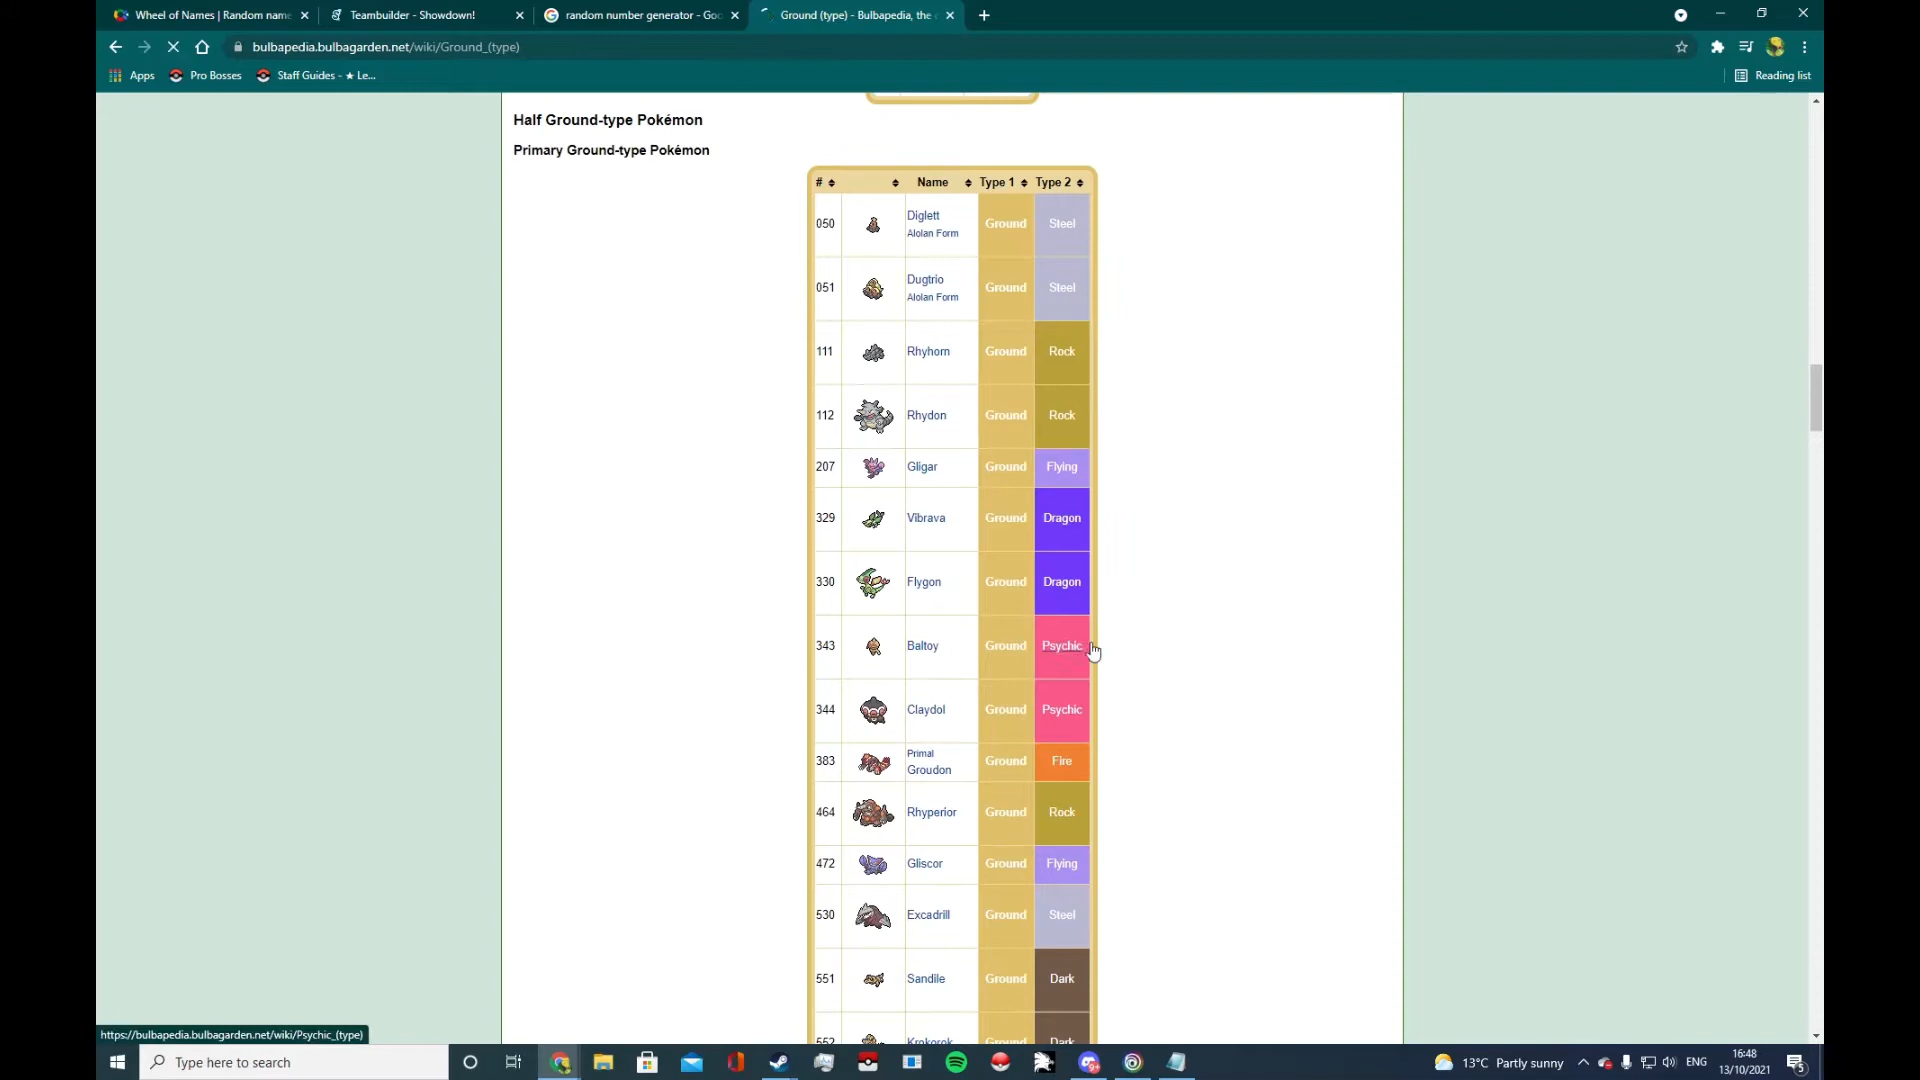 Wheel of Names | Random name
Teambuilder - Showdown!
random number generator - Goo
Ground (type) - Bulbapedia, the c
bulbapedia.bulbagarden.net/wiki/Ground_(type)
Apps
Pro Bosses
Staff Guides - ★ Le...
Reading list
Half Ground-type Pokémon
Primary Ground-type Pokémon
# Name Type 1 Type 2
050 Diglett Alolan Form Ground Steel
051 Dugtrio Alolan Form Ground Steel
111 Rhyhorn Ground Rock
112 Rhydon Ground Rock
207 Gligar Ground Flying
329 Vibrava Ground Dragon
330 Flygon Ground Dragon
343 Baltoy Ground Psychic
344 Claydol Ground Psychic
383 Primal Groudon Ground Fire
464 Rhyperior Ground Rock
472 Gliscor Ground Flying
530 Excadrill Ground Steel
551 Sandile Ground Dark
552 Krokorok Ground Dark
https://bulbapedia.bulbagarden.net/wiki/Psychic_(type)
Type here to search
13°C Partly sunny
ENG
16:48
13/10/2021
5